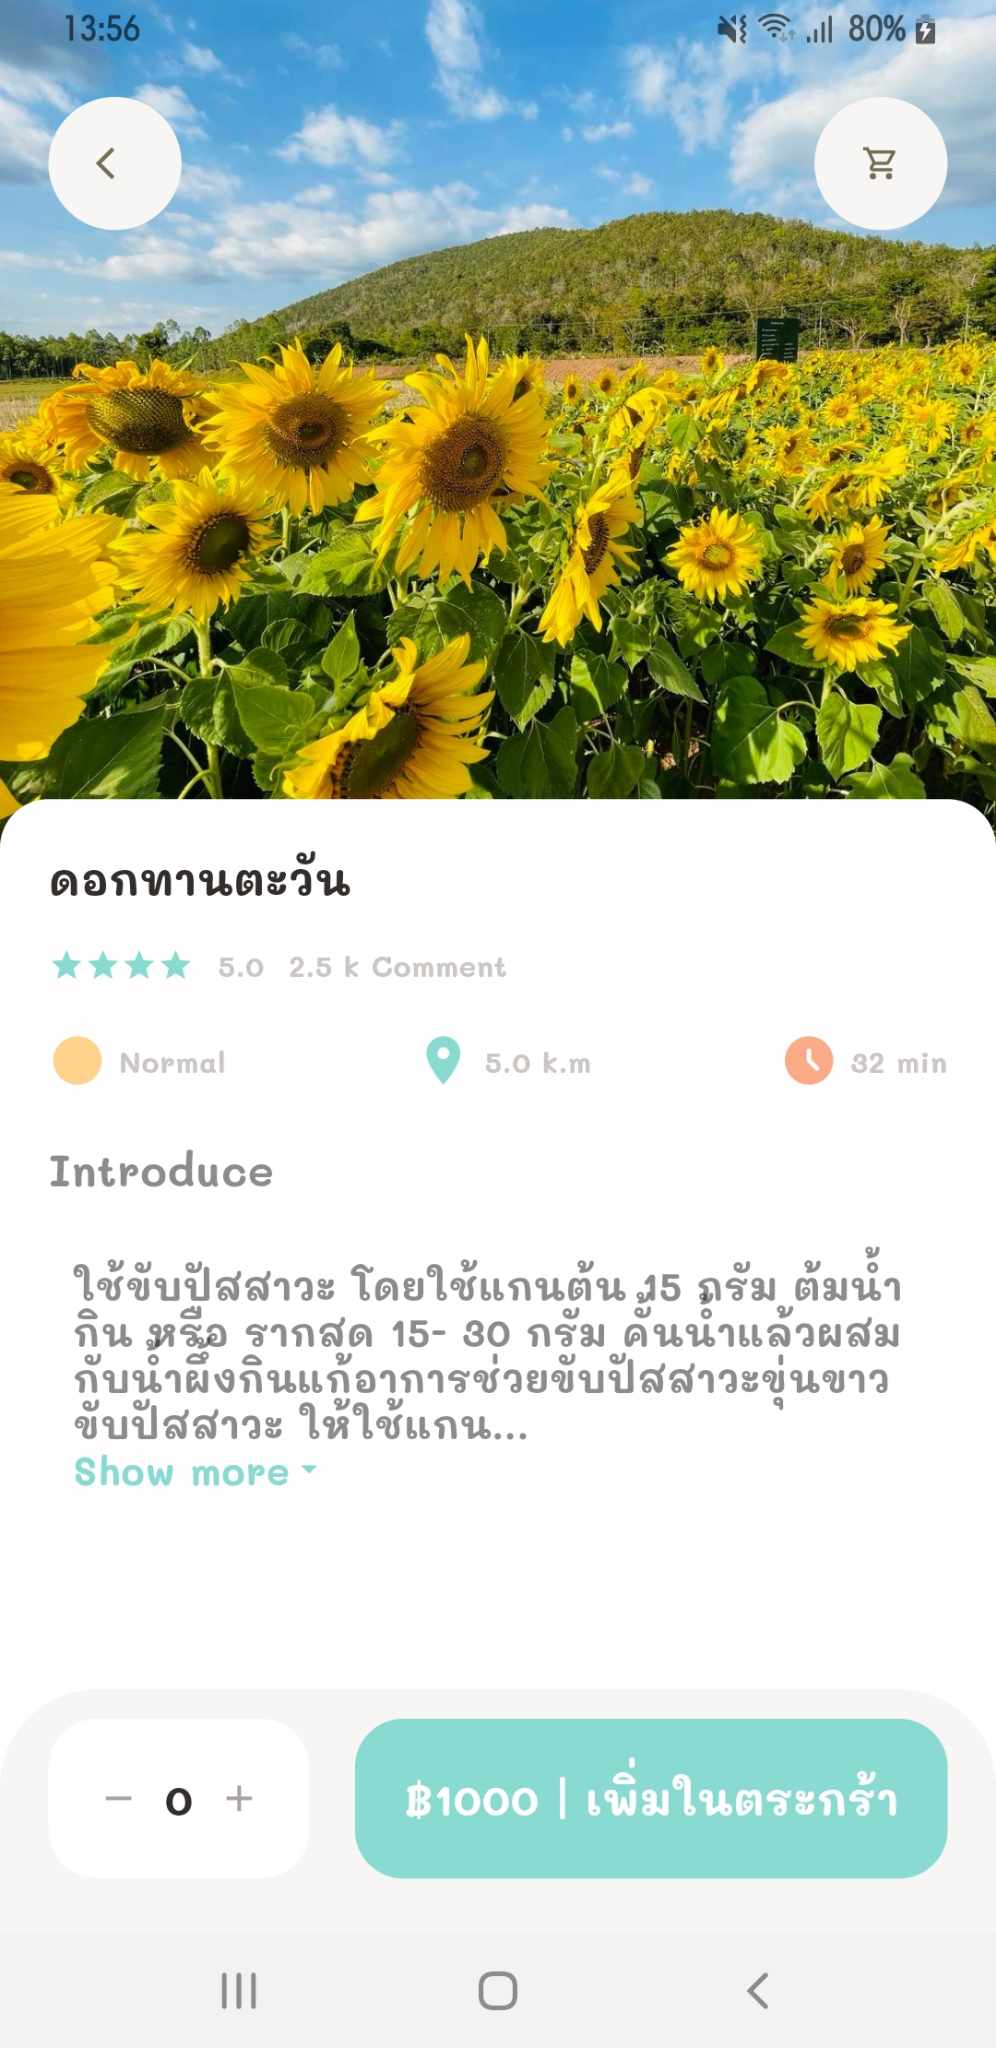 13:56
80%
ดอกทานตะวัน
5.0 2.5 k Comment
Normal
5.0 k.m
32 min
Introduce
ใช้ขับปัสสาวะ โดยใช้แกนต้น 15 กรัม ต้มน้ำ
กิน หรือ รากสด 15- 30 กรัม คั้นน้ำแล้วผสม
กับน้ำผึ้งกินแก้อาการช่วยขับปัสสาวะขุ่นขาว
ขับปัสสาวะ ให้ใช้แกน...
Show more
0
฿1000 | เพิ่มในตระกร้า